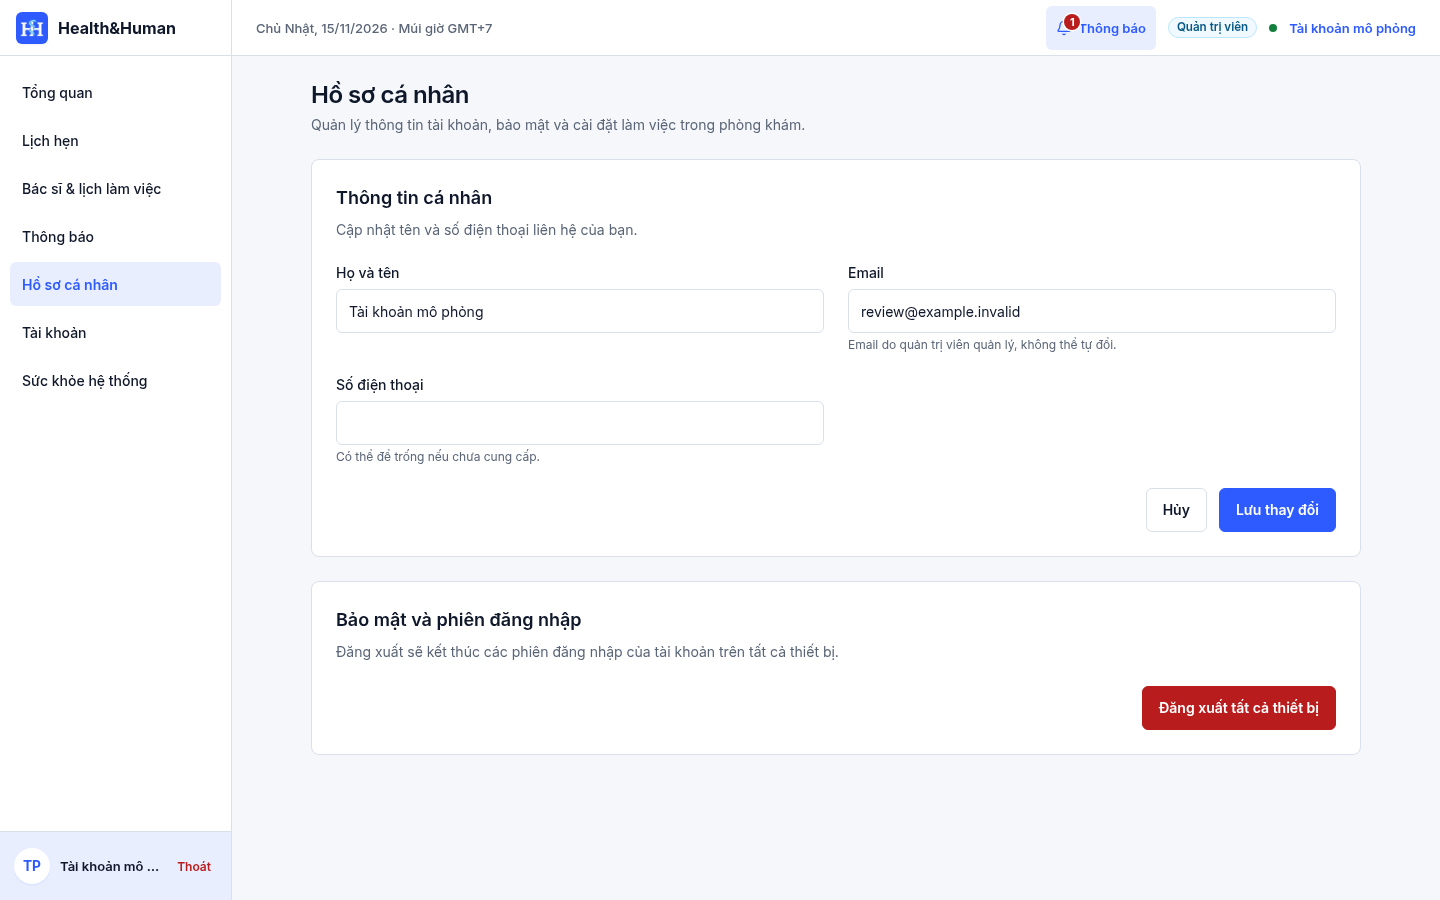 Health&Human
Chủ Nhật, 15/11/2026 · Múi giờ GMT+7
1
Thông báo
Quản trị viên
Tài khoản mô phỏng
Tổng quan
Lịch hẹn
Bác sĩ & lịch làm việc
Thông báo
Hồ sơ cá nhân
Tài khoản
Sức khỏe hệ thống
TP
Tài khoản mô ...
Thoát
Hồ sơ cá nhân
Quản lý thông tin tài khoản, bảo mật và cài đặt làm việc trong phòng khám.
Thông tin cá nhân
Cập nhật tên và số điện thoại liên hệ của bạn.
Họ và tên
Tài khoản mô phỏng
Email
review@example.invalid
Email do quản trị viên quản lý, không thể tự đổi.
Số điện thoại
Có thể để trống nếu chưa cung cấp.
Hủy
Lưu thay đổi
Bảo mật và phiên đăng nhập
Đăng xuất sẽ kết thúc các phiên đăng nhập của tài khoản trên tất cả thiết bị.
Đăng xuất tất cả thiết bị